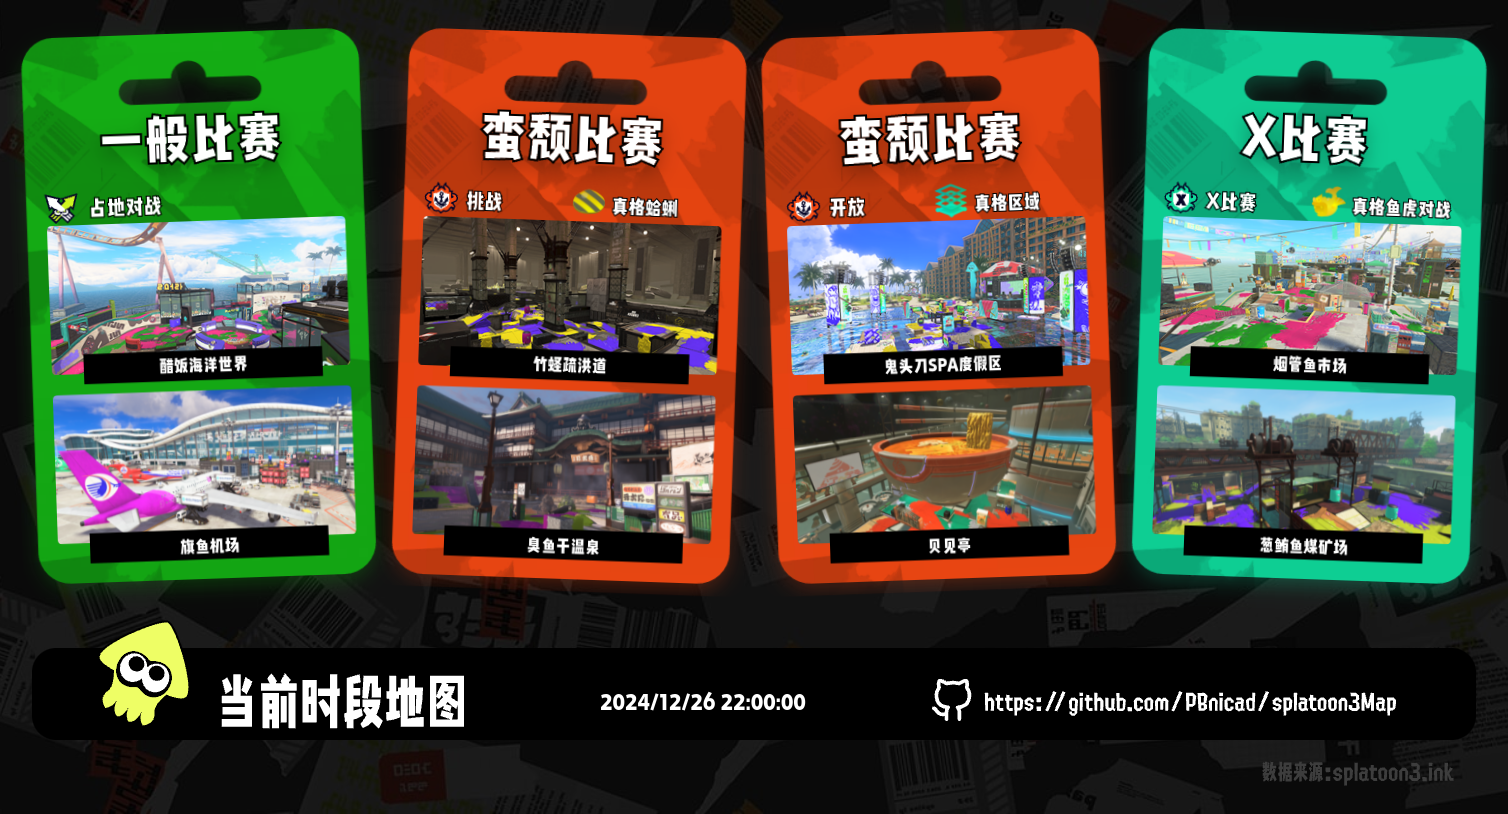 一般比赛
占地对战
醋饭海洋世界
旗鱼机场
蛮颓比赛
挑战
真格蛤蜊
竹蛏疏洪道
臭鱼干温泉
蛮颓比赛
开放
真格区域
鬼头刀SPA度假区
贝见亭
X比赛
X比赛
真格鱼虎对战
烟管鱼市场
葱鲔鱼煤矿场
当前时段地图
2024/12/26 22:00:00
https://github.com/PBnicad/splatoon3Map
数据来源:splatoon3.ink